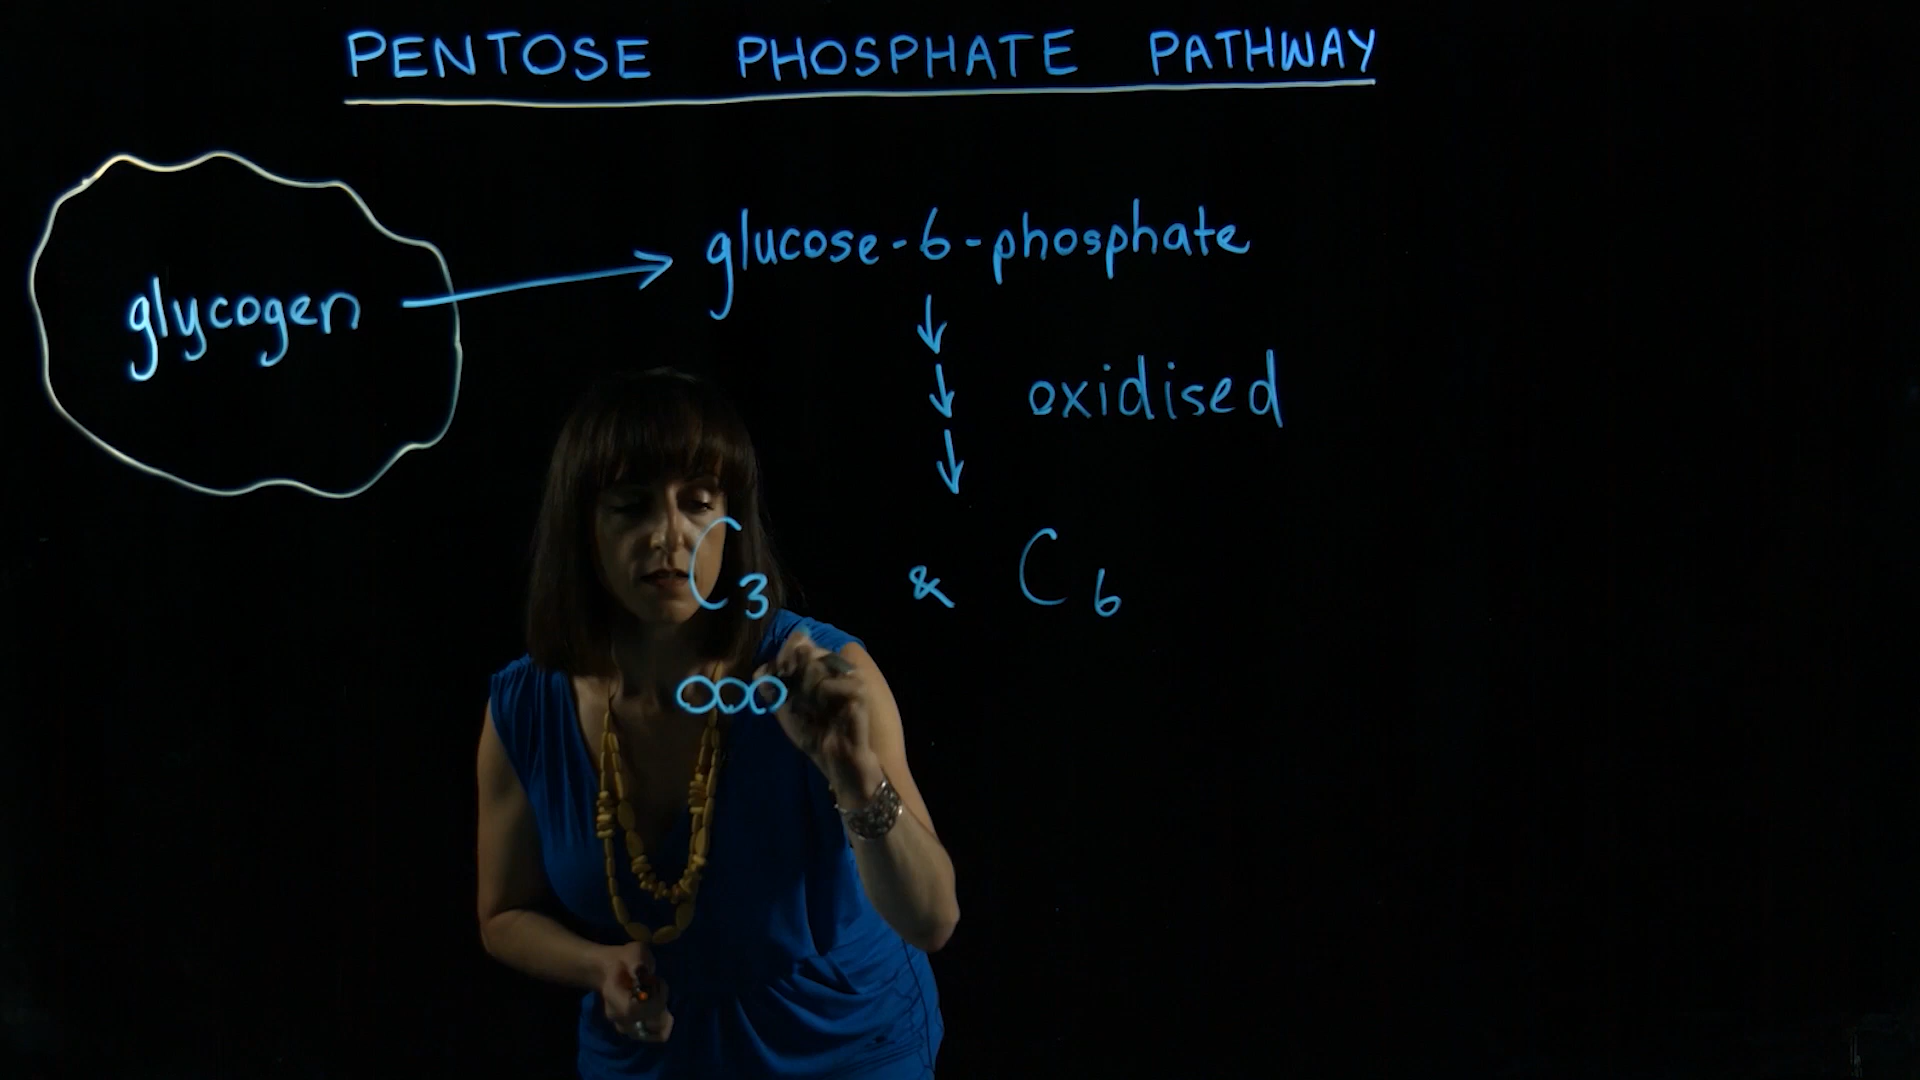 PENTOSE PHOSPHATE PATHWAY
glycogen
glucose-6-phosphate
oxidised
C3 & C6